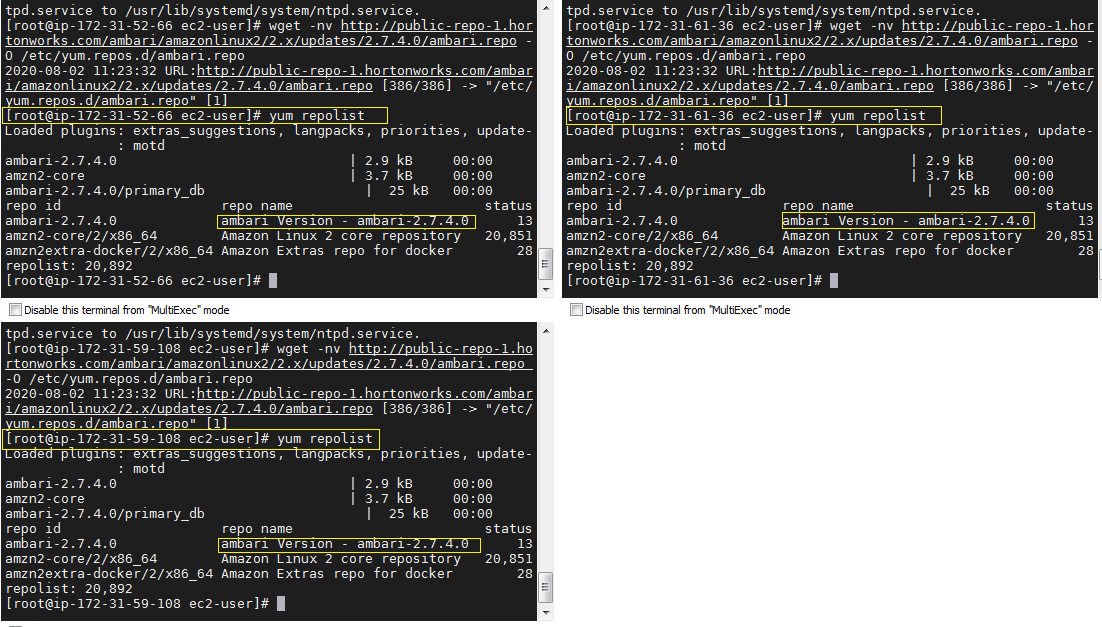 tpd.service to /usr/lib/systemd/system/ntpd.service.
[root@ip-172-31-52-66 ec2-user]# wget -nv http://public-repo-1.hor
tonworks.com/ambari/amazonlinux2/2.x/updates/2.7.4.0/ambari.repo -
O /etc/yum.repos.d/ambari.repo
2020-08-02 11:23:32 URL:http://public-repo-1.hortonworks.com/ambar
i/amazonlinux2/2.x/updates/2.7.4.0/ambari.repo [386/386] -> "/etc/
yum.repos.d/ambari.repo" [1]
[root@ip-172-31-52-66 ec2-user]# yum repolist
Loaded plugins: extras_suggestions, langpacks, priorities, update-
: motd
ambari-2.7.4.0 | 2.9 kB 00:00
amzn2-core | 3.7 kB 00:00
ambari-2.7.4.0/primary_db | 25 kB 00:00
repo id repo name status
ambari-2.7.4.0 ambari Version - ambari-2.7.4.0 13
amzn2-core/2/x86_64 Amazon Linux 2 core repository 20,851
amzn2extra-docker/2/x86_64 Amazon Extras repo for docker 28
repolist: 20,892
[root@ip-172-31-52-66 ec2-user]#
Disable this terminal from "MultiExec" mode
tpd.service to /usr/lib/systemd/system/ntpd.service.
[root@ip-172-31-61-36 ec2-user]# wget -nv http://public-repo-1.hor
tonworks.com/ambari/amazonlinux2/2.x/updates/2.7.4.0/ambari.repo -
O /etc/yum.repos.d/ambari.repo
2020-08-02 11:23:32 URL:http://public-repo-1.hortonworks.com/ambar
i/amazonlinux2/2.x/updates/2.7.4.0/ambari.repo [386/386] -> "/etc/
yum.repos.d/ambari.repo" [1]
[root@ip-172-31-61-36 ec2-user]# yum repolist
Loaded plugins: extras_suggestions, langpacks, priorities, update-
: motd
ambari-2.7.4.0 | 2.9 kB 00:00
amzn2-core | 3.7 kB 00:00
ambari-2.7.4.0/primary_db | 25 kB 00:00
repo id repo name status
ambari-2.7.4.0 ambari Version - ambari-2.7.4.0 13
amzn2-core/2/x86_64 Amazon Linux 2 core repository 20,851
amzn2extra-docker/2/x86_64 Amazon Extras repo for docker 28
repolist: 20,892
[root@ip-172-31-61-36 ec2-user]#
Disable this terminal from "MultiExec" mode
tpd.service to /usr/lib/systemd/system/ntpd.service.
[root@ip-172-31-59-108 ec2-user]# wget -nv http://public-repo-1.ho
rtonworks.com/ambari/amazonlinux2/2.x/updates/2.7.4.0/ambari.repo
-O /etc/yum.repos.d/ambari.repo
2020-08-02 11:23:32 URL:http://public-repo-1.hortonworks.com/ambar
i/amazonlinux2/2.x/updates/2.7.4.0/ambari.repo [386/386] -> "/etc/
yum.repos.d/ambari.repo" [1]
[root@ip-172-31-59-108 ec2-user]# yum repolist
Loaded plugins: extras_suggestions, langpacks, priorities, update-
: motd
ambari-2.7.4.0 | 2.9 kB 00:00
amzn2-core | 3.7 kB 00:00
ambari-2.7.4.0/primary_db | 25 kB 00:00
repo id repo name status
ambari-2.7.4.0 ambari Version - ambari-2.7.4.0 13
amzn2-core/2/x86_64 Amazon Linux 2 core repository 20,851
amzn2extra-docker/2/x86_64 Amazon Extras repo for docker 28
repolist: 20,892
[root@ip-172-31-59-108 ec2-user]#